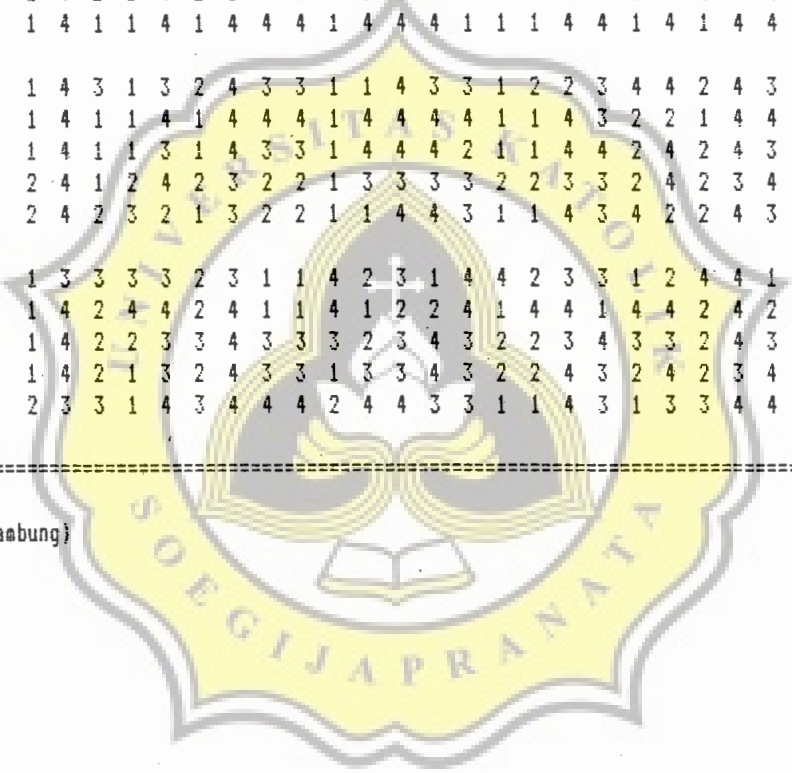 1 4 1 1 4 1 4 4 4 1 4 4 4 1 1 1 4 4 1 4 1 4 4
1 4 3 1 3 2 4 3 3 1 1 4 3 3 1 2 2 3 4 4 2 4 3
1 4 1 1 4 1 4 4 4 1 4 4 4 4 1 1 4 3 2 2 1 4 4
1 4 1 1 3 1 4 3 3 1 4 4 4 2 1 1 4 4 2 4 2 4 3
2 4 1 2 4 2 3 2 2 1 3 3 3 3 2 2 3 3 2 4 2 3 4
2 4 2 3 2 1 3 2 2 1 1 4 4 3 1 1 4 3 4 2 2 4 3
1 3 3 3 3 2 3 1 1 4 2 3 1 4 4 2 3 3 1 2 4 4 1
1 4 2 4 4 2 4 1 1 4 1 2 2 4 1 4 4 1 4 4 2 4 2
1 4 2 2 3 3 4 3 3 3 2 3 4 3 2 2 3 4 3 3 2 4 3
1 4 2 1 3 2 4 3 3 1 3 3 4 3 2 2 4 3 2 4 2 3 4
2 3 3 1 4 3 4 4 4 2 4 4 3 3 1 1 4 3 1 3 3 4 4
ambung)
UNIVERSITAS KATOLIK
SOEGIJAPRANATA